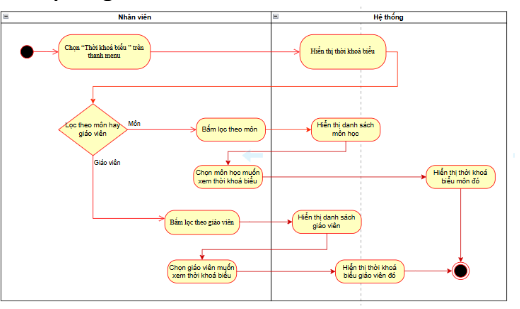 Nhân viên
Hệ thống
Chọn “Thời khoá biểu ” trên
thanh menu
Hiển thị thời khoá biểu
Lọc theo môn hay
giáo viên
Môn
Bấm lọc theo môn
Hiển thị danh sách
môn học
Giáo viên
Chọn môn học muốn
xem thời khoá biểu
Hiển thị thời khoá
biểu môn đó
Bấm lọc theo giáo viên
Hiển thị danh sách
giáo viên
Chọn giáo viên muốn
xem thời khoá biểu
Hiển thị thời khoá
biểu giáo viên đó